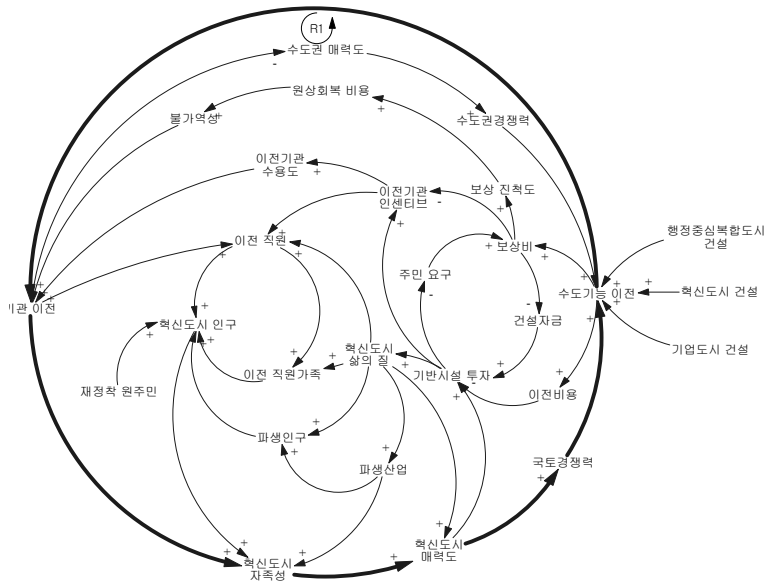 R1
수도권 매력도
-
원상회복 비용
+
불가역성
+
수도권경쟁력
+
이전기관
수용도
+
이전기관
인센티브
-
+
보상 진척도
+
행정중심복합도시
건설
이전 직원
+
+
+
+ 보상비
+
주민 요구
-
수도기능 이전
+
+
+
혁신도시 건설
기관 이전
+
+
건설자금
-
혁신도시 인구
+
+
+
+
기업도시 건설
혁신도시
삶의 질
+
이전 직원가족
+
+
기반시설 투자
+
-
+
재정착 원주민
이전비용
+
파생인구
+
+
파생산업
+
국토경쟁력
+
혁신도시
자족성
+
+
+
혁신도시
매력도
+
+